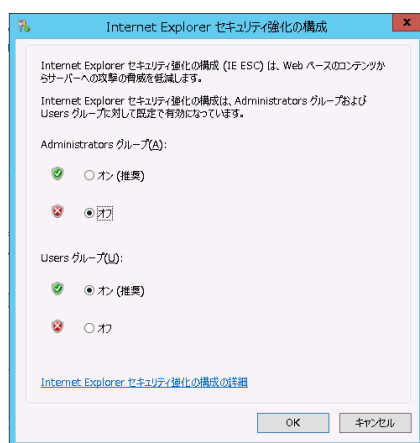 Internet Explorer セキュリティ強化の構成
Internet Explorer セキュリティ強化の構成 (IE ESC) は、Web ベースのコンテンツか
らサーバーへの攻撃の脅威を低減します。
Internet Explorer セキュリティ強化の構成は、Administrators グループおよび
Users グループに対して既定で有効になっています。
Administrators グループ(A):
オン (推奨)
オフ
Users グループ(U):
オン (推奨)
オフ
Internet Explorer セキュリティ強化の構成の詳細
OK キャンセル